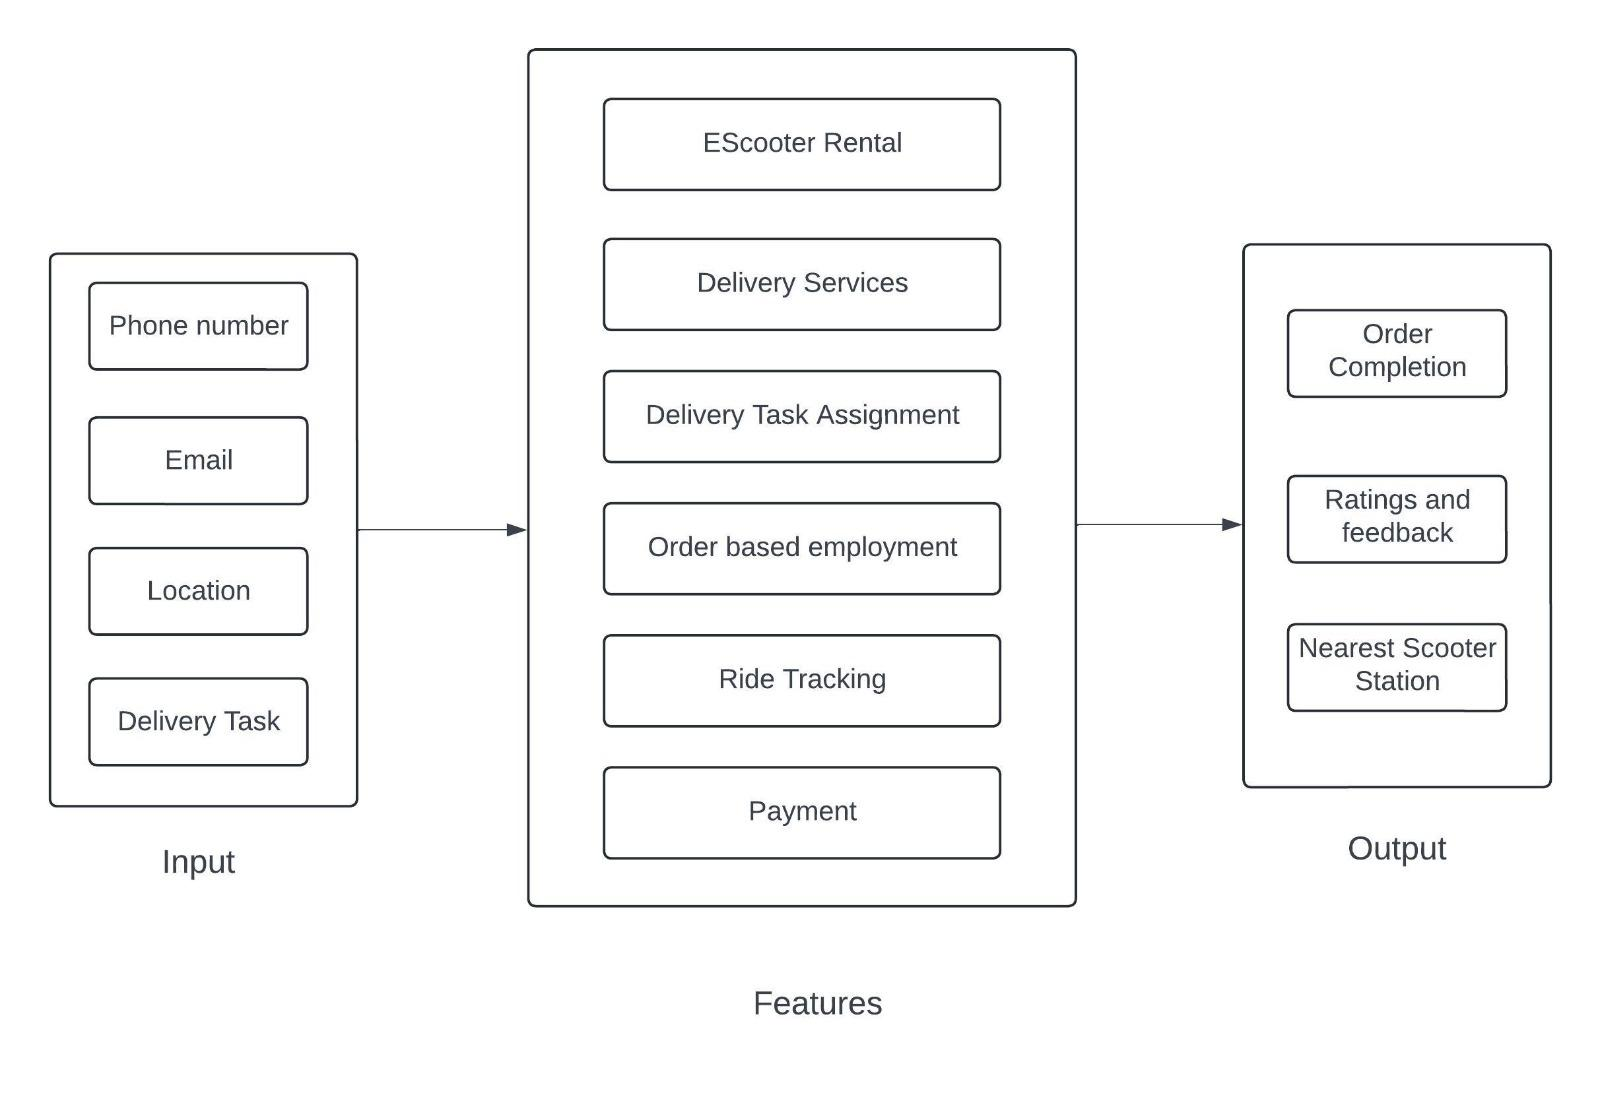 Phone number
Email
Location
Delivery Task
Input
EScooter Rental
Delivery Services
Delivery Task Assignment
Order based employment
Ride Tracking
Payment
Features
Order
Completion
Ratings and
feedback
Nearest Scooter
Station
Output